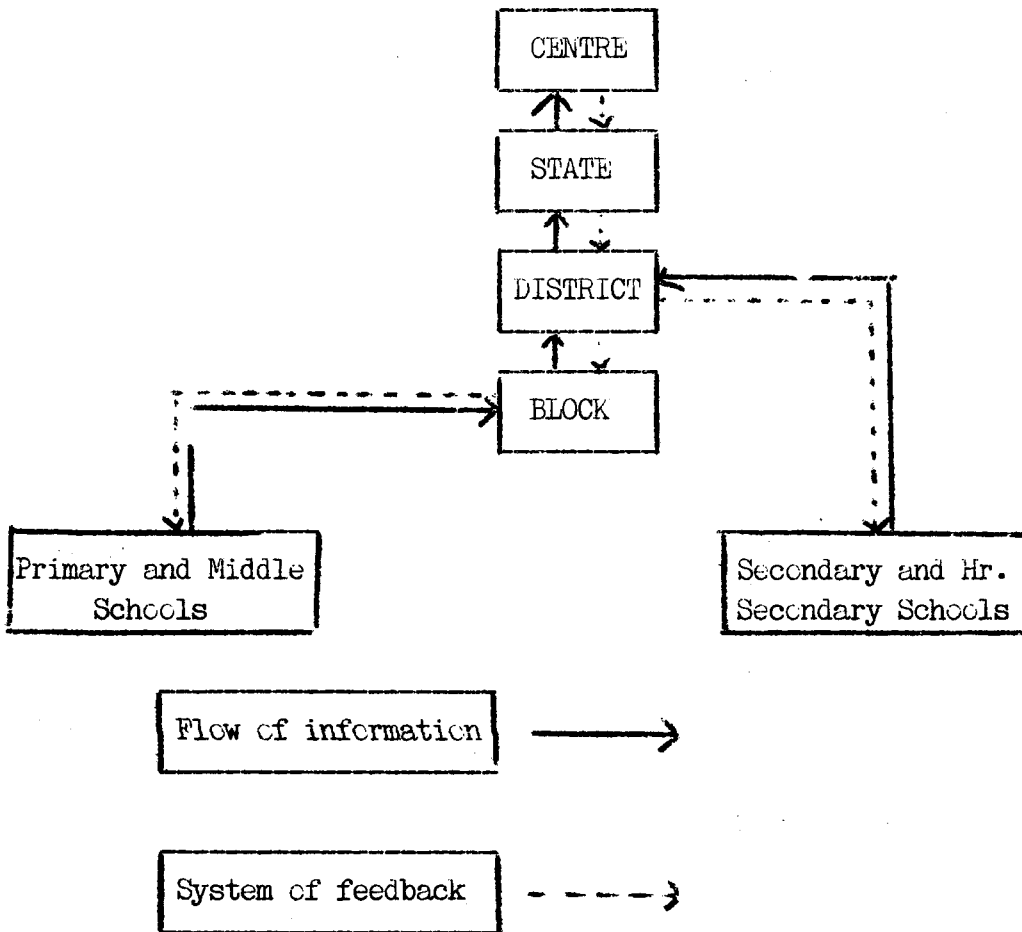 CENTRE
STATE
DISTRICT
BLOCK
Primary and Middle
Schools
Secondary and Hr.
Secondary Schools
Flow of information
System of feedback